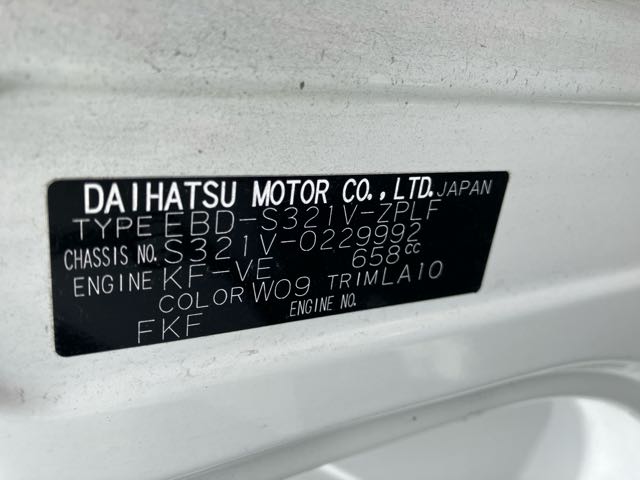 DAIHATSU MOTOR CO.,LTD. JAPAN
TYPE EBD-S321V-ZPLF
CHASSIS NO. S321V-0229992
ENGINE KF-VE 658cc
COLOR W09 TRIM LA10
FKF ENGINE NO.